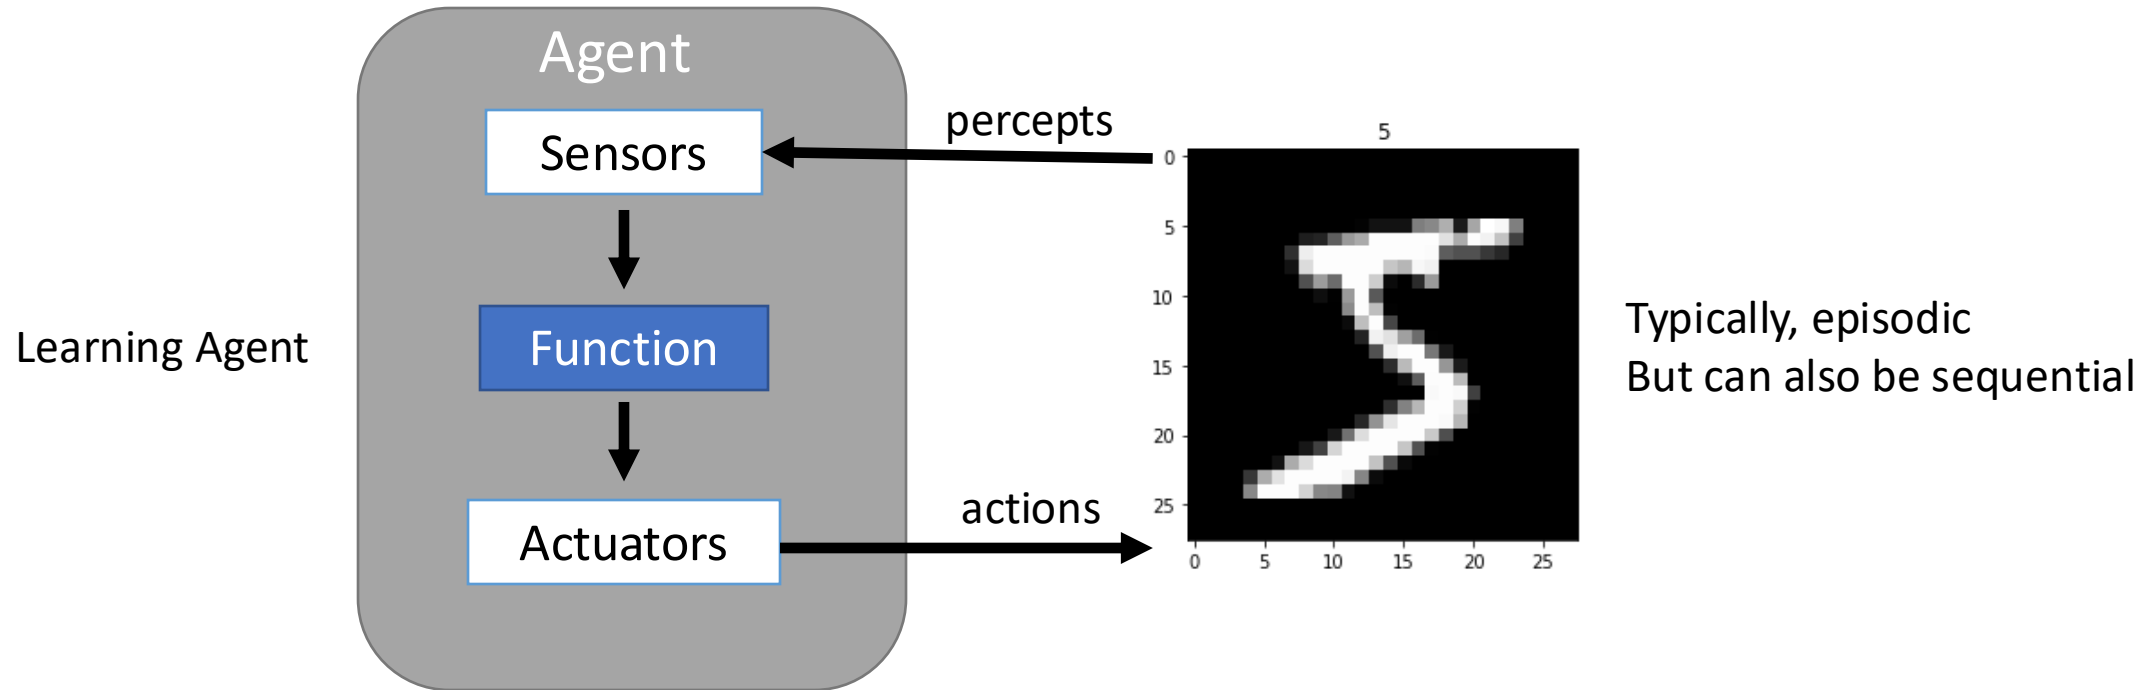 Agent
Sensors
percepts
Function
Learning Agent
Actuators
actions
5
0
5
10
15
20
25
0 5 10 15 20 25
Typically, episodic
But can also be sequential